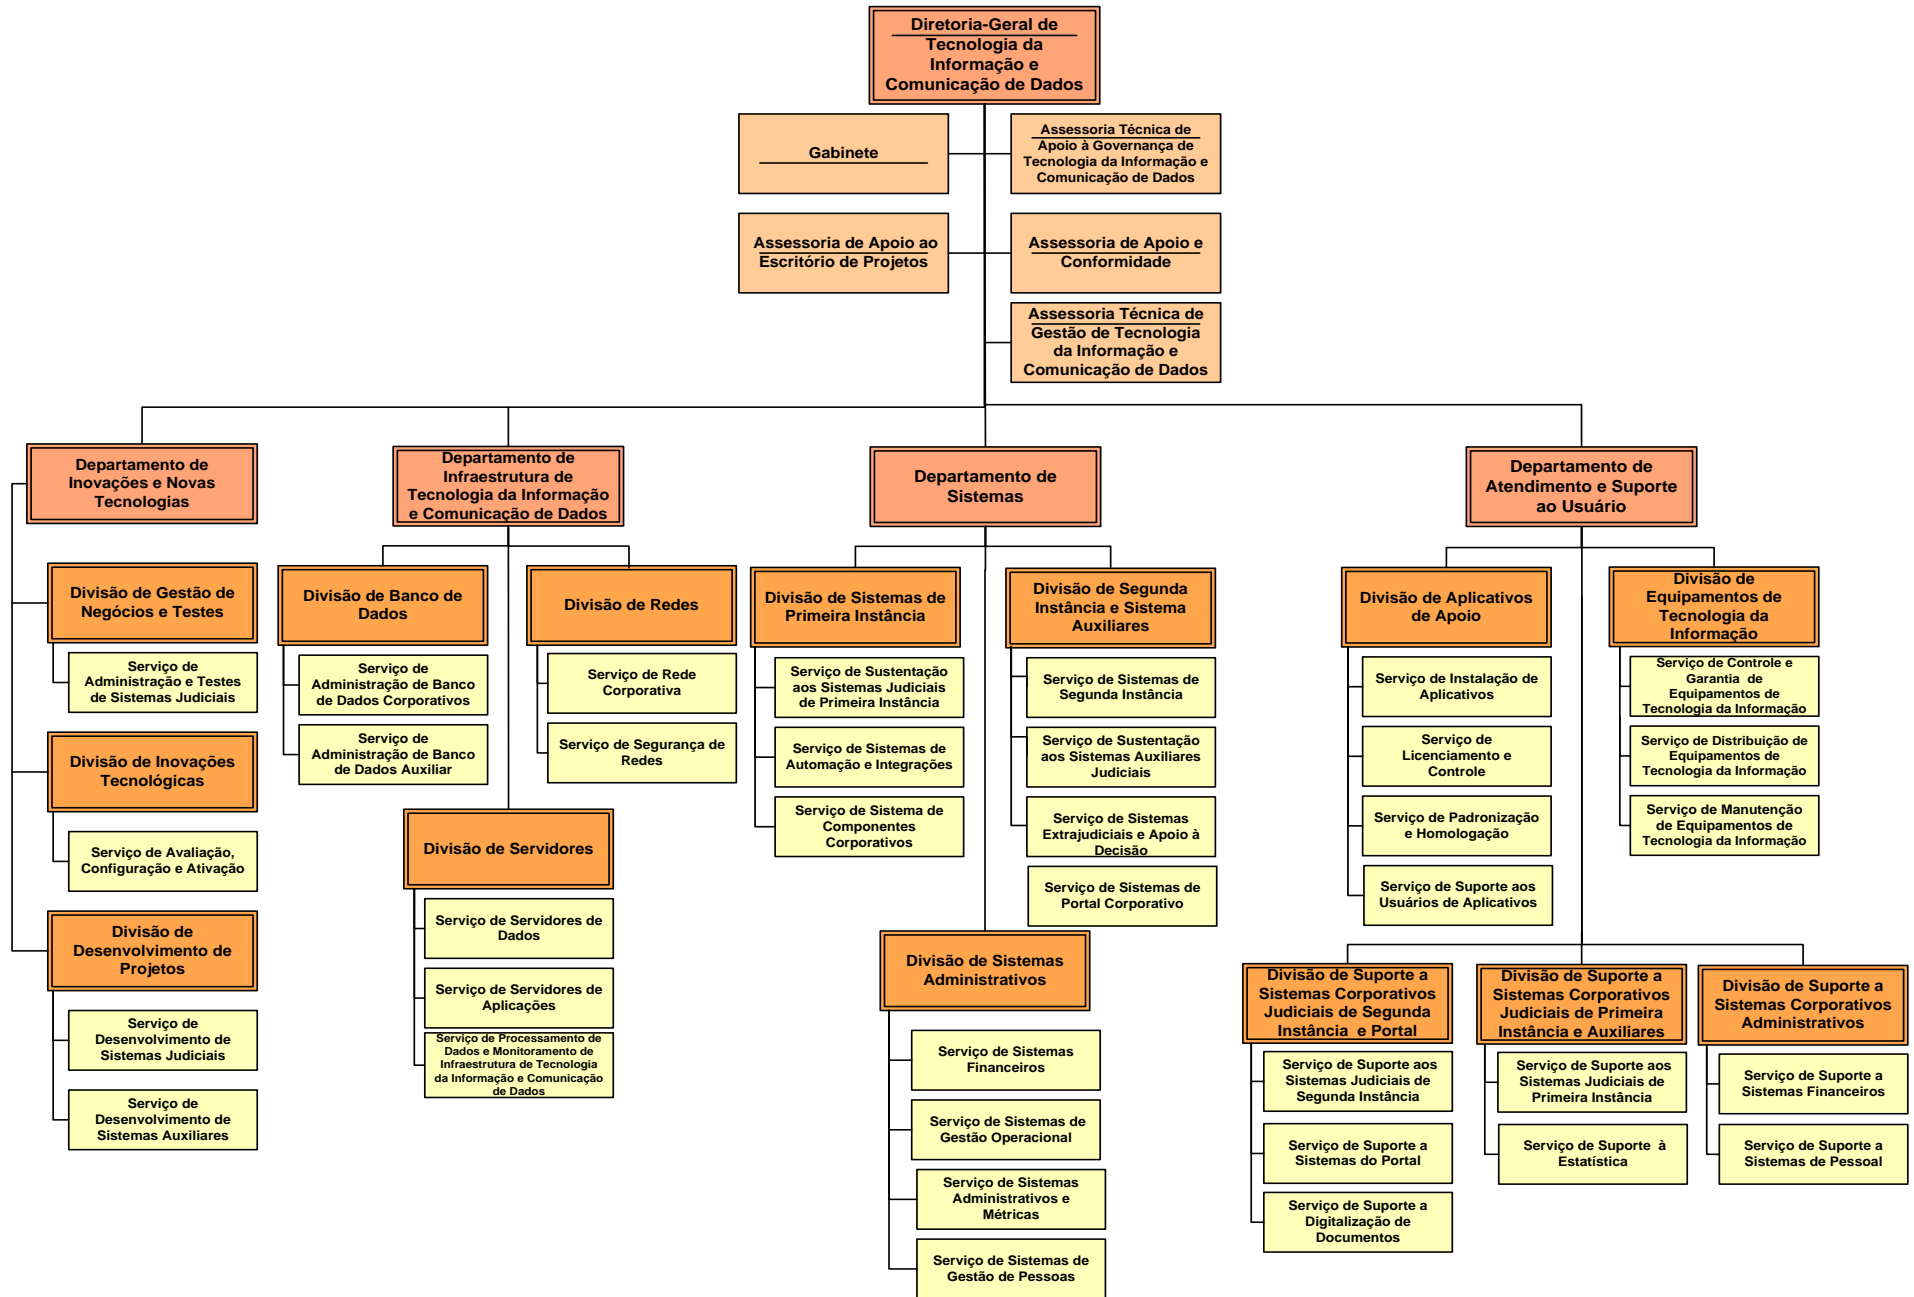 Diretoria-Geral de
Tecnologia da
Informação e
Comunicação de Dados
Gabinete
Assessoria Técnica de
Apoio à Governança de
Tecnologia da Informação e
Comunicação de Dados
Assessoria de Apoio ao
Escritório de Projetos
Assessoria de Apoio e
Conformidade
Assessoria Técnica de
Gestão de Tecnologia
da Informação e
Comunicação de Dados
Departamento de
Inovações e Novas
Tecnologias
Divisão de Gestão de
Negócios e Testes
Serviço de
Administração e Testes
de Sistemas Judiciais
Divisão de Inovações
Tecnológicas
Serviço de Avaliação,
Configuração e Ativação
Divisão de
Desenvolvimento de
Projetos
Serviço de
Desenvolvimento de
Sistemas Judiciais
Serviço de
Desenvolvimento de
Sistemas Auxiliares
Departamento de
Infraestrutura de
Tecnologia da Informação
e Comunicação de Dados
Divisão de Banco de
Dados
Serviço de
Administração de Banco
de Dados Corporativos
Serviço de
Administração de Banco
de Dados Auxiliar
Divisão de Redes
Serviço de Rede
Corporativa
Serviço de Segurança de
Redes
Divisão de Servidores
Serviço de Servidores de
Dados
Serviço de Servidores de
Aplicações
Serviço de Processamento de
Dados e Monitoramento de
Infraestrutura de Tecnologia
da Informação e Comunicação
de Dados
Departamento de
Sistemas
Divisão de Sistemas de
Primeira Instância
Serviço de Sustentação
aos Sistemas Judiciais
de Primeira Instância
Serviço de Sistemas de
Automação e Integrações
Serviço de Sistema de
Componentes
Corporativos
Divisão de Segunda
Instância e Sistema
Auxiliares
Serviço de Sistemas de
Segunda Instância
Serviço de Sustentação
aos Sistemas Auxiliares
Judiciais
Serviço de Sistemas
Extrajudiciais e Apoio à
Decisão
Serviço de Sistemas de
Portal Corporativo
Divisão de Sistemas
Administrativos
Serviço de Sistemas
Financeiros
Serviço de Sistemas de
Gestão Operacional
Serviço de Sistemas
Administrativos e
Métricas
Serviço de Sistemas de
Gestão de Pessoas
Departamento de
Atendimento e Suporte
ao Usuário
Divisão de Aplicativos
de Apoio
Serviço de Instalação de
Aplicativos
Serviço de
Licenciamento e
Controle
Serviço de Padronização
e Homologação
Serviço de Suporte aos
Usuários de Aplicativos
Divisão de
Equipamentos de
Tecnologia da
Informação
Serviço de Controle e
Garantia  de
Equipamentos de
Tecnologia da Informação
Serviço de Distribuição de
Equipamentos de
Tecnologia da Informação
Serviço de Manutenção
de Equipamentos de
Tecnologia da Informação
Divisão de Suporte a
Sistemas Corporativos
Judiciais de Segunda
Instância  e Portal
Serviço de Suporte aos
Sistemas Judiciais de
Segunda Instância
Serviço de Suporte a
Sistemas do Portal
Serviço de Suporte a
Digitalização de
Documentos
Divisão de Suporte a
Sistemas Corporativos
Judiciais de Primeira
Instância e Auxiliares
Serviço de Suporte aos
Sistemas Judiciais de
Primeira Instância
Serviço de Suporte  à
Estatística
Divisão de Suporte a
Sistemas Corporativos
Administrativos
Serviço de Suporte a
Sistemas Financeiros
Serviço de Suporte a
Sistemas de Pessoal